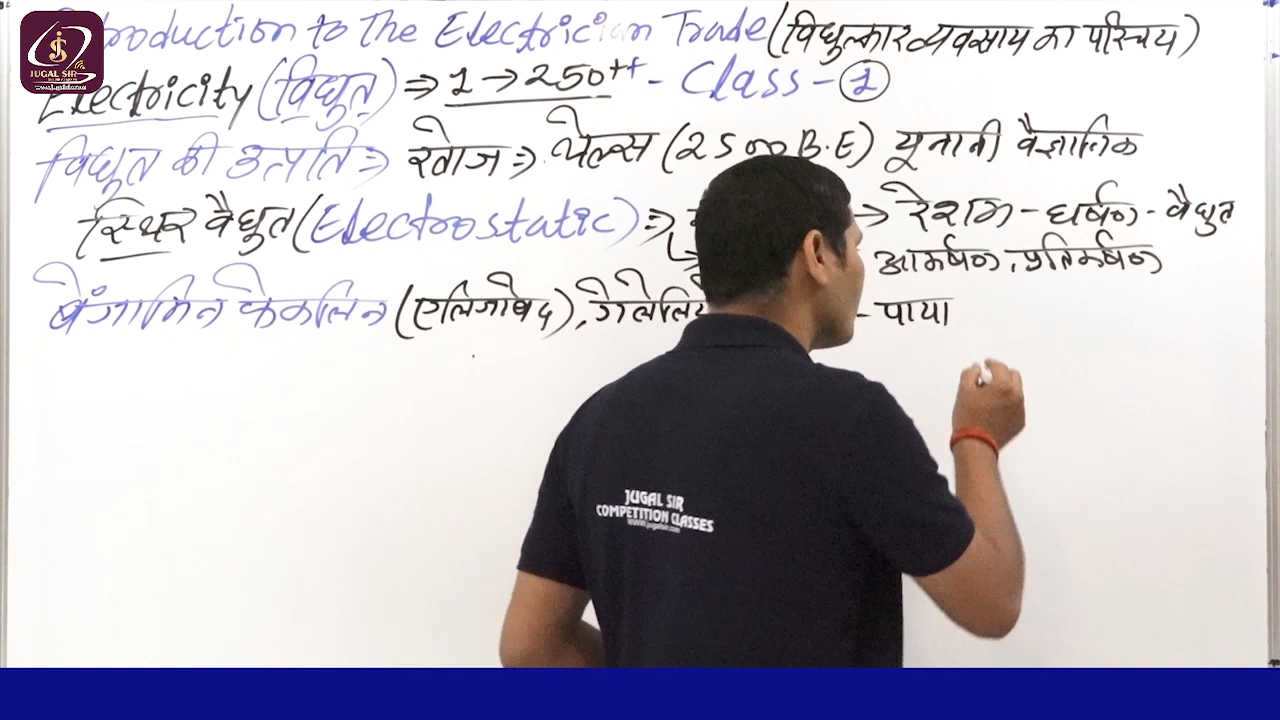 JUGAL SIR
Introduction to The Electrician Trade (विधुत्कार व्यवसाय का परिचय)
Electricity (विधुत) ⇒ 1 → 250++ - Class - 1
विधुत की उत्पति ⇒ खोज ⇒ थेल्स (2500 B.E) यूनानी वैज्ञानिक
स्थिर वैधुत (Electrostatic) ⇒ → रेशम - घर्षण - वैधुत
आकर्षण, प्रतिकर्षण
बेंजामिन फेंकलिन (एलिजावेद), - पाया
JUGAL SIR
COMPETITION CLASSES